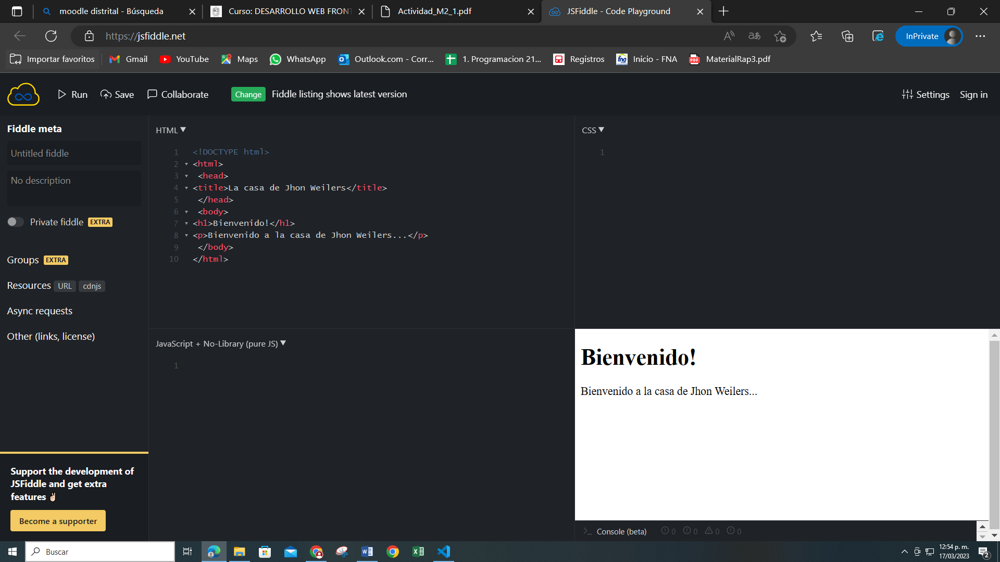 moodle distrital - Búsqueda
Curso: DESARROLLO WEB FRONT
Actividad_M2_1.pdf
JSFiddle - Code Playground
https://jsfiddle.net
InPrivate
Importar favoritos
Gmail
YouTube
Maps
WhatsApp
Outlook.com - Corr...
1. Programacion 21...
Registros
Inicio - FNA
MaterialRap3.pdf
Run
Save
Collaborate
Change
Fiddle listing shows latest version
Settings
Sign in
Fiddle meta
Untitled fiddle
No description
Private fiddle EXTRA
Groups EXTRA
Resources URL cdnjs
Async requests
Other (links, license)
Support the development of
JSFiddle and get extra
features ✌🏻
Become a supporter
HTML ▼
1 <!DOCTYPE html>
2 <html>
3 <head>
4 <title>La casa de Jhon Weilers</title>
5 </head>
6 <body>
7 <h1>Bienvenido!</h1>
8 <p>Bienvenido a la casa de Jhon Weilers...</p>
9 </body>
10 </html>
CSS ▼
1
JavaScript + No-Library (pure JS) ▼
1
Bienvenido!
Bienvenido a la casa de Jhon Weilers...
>_ Console (beta) 0 0 0 0
Buscar
12:54 p. m.
17/03/2023
2